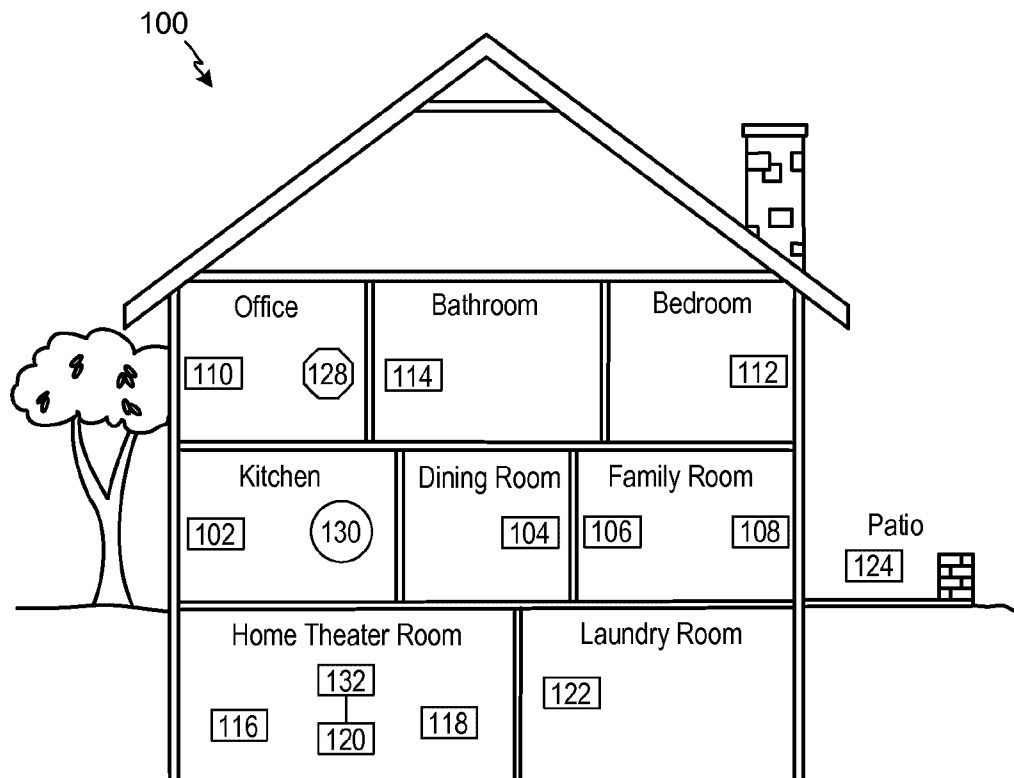 100
Office Bathroom Bedroom
110 128 114 112
Kitchen Dining Room Family Room
102 130 104 106 108
Patio
124
Home Theater Room Laundry Room
132
122
116 120 118